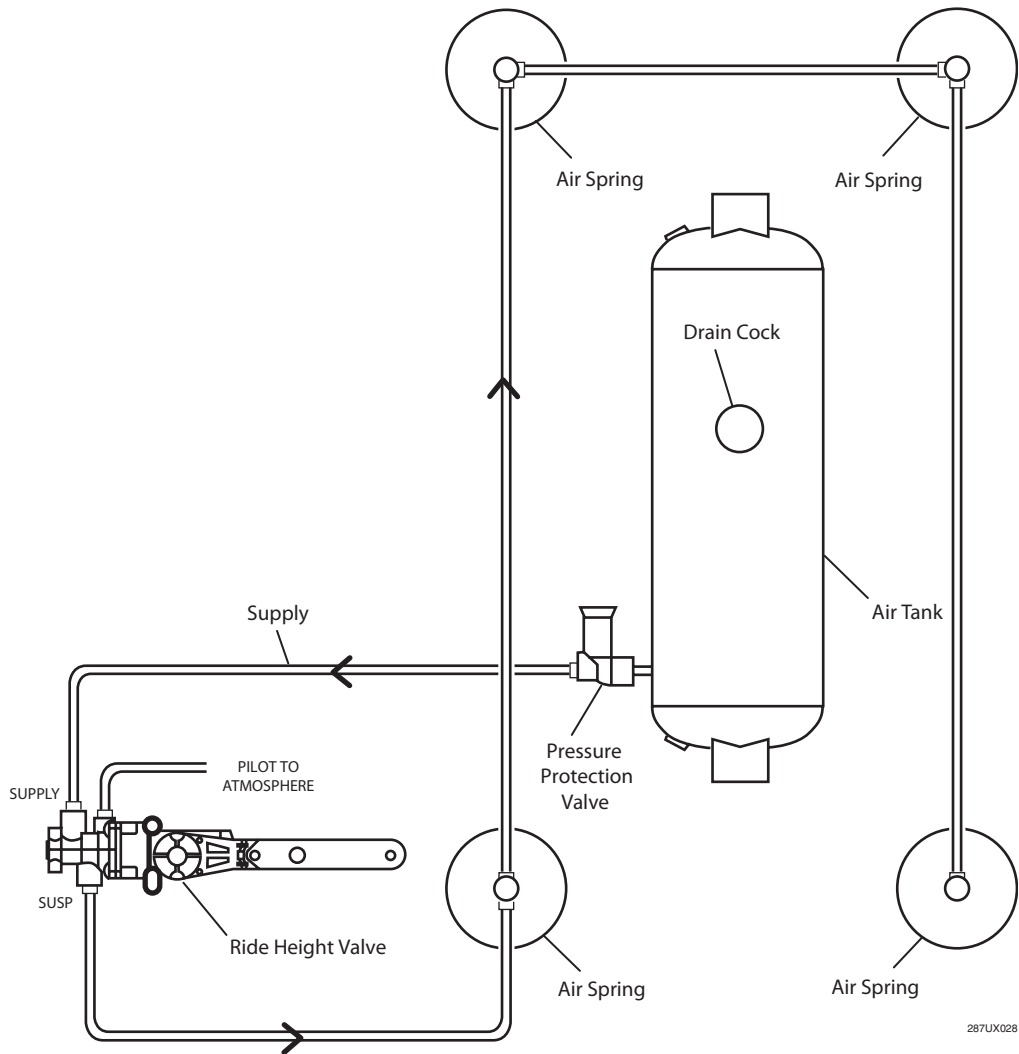 Air Spring
Air Spring
Drain Cock
Supply
Air Tank
Pressure
Protection
Valve
PILOT TO
ATMOSPHERE
SUPPLY
SUSP
Ride Height Valve
Air Spring
Air Spring
287UX028